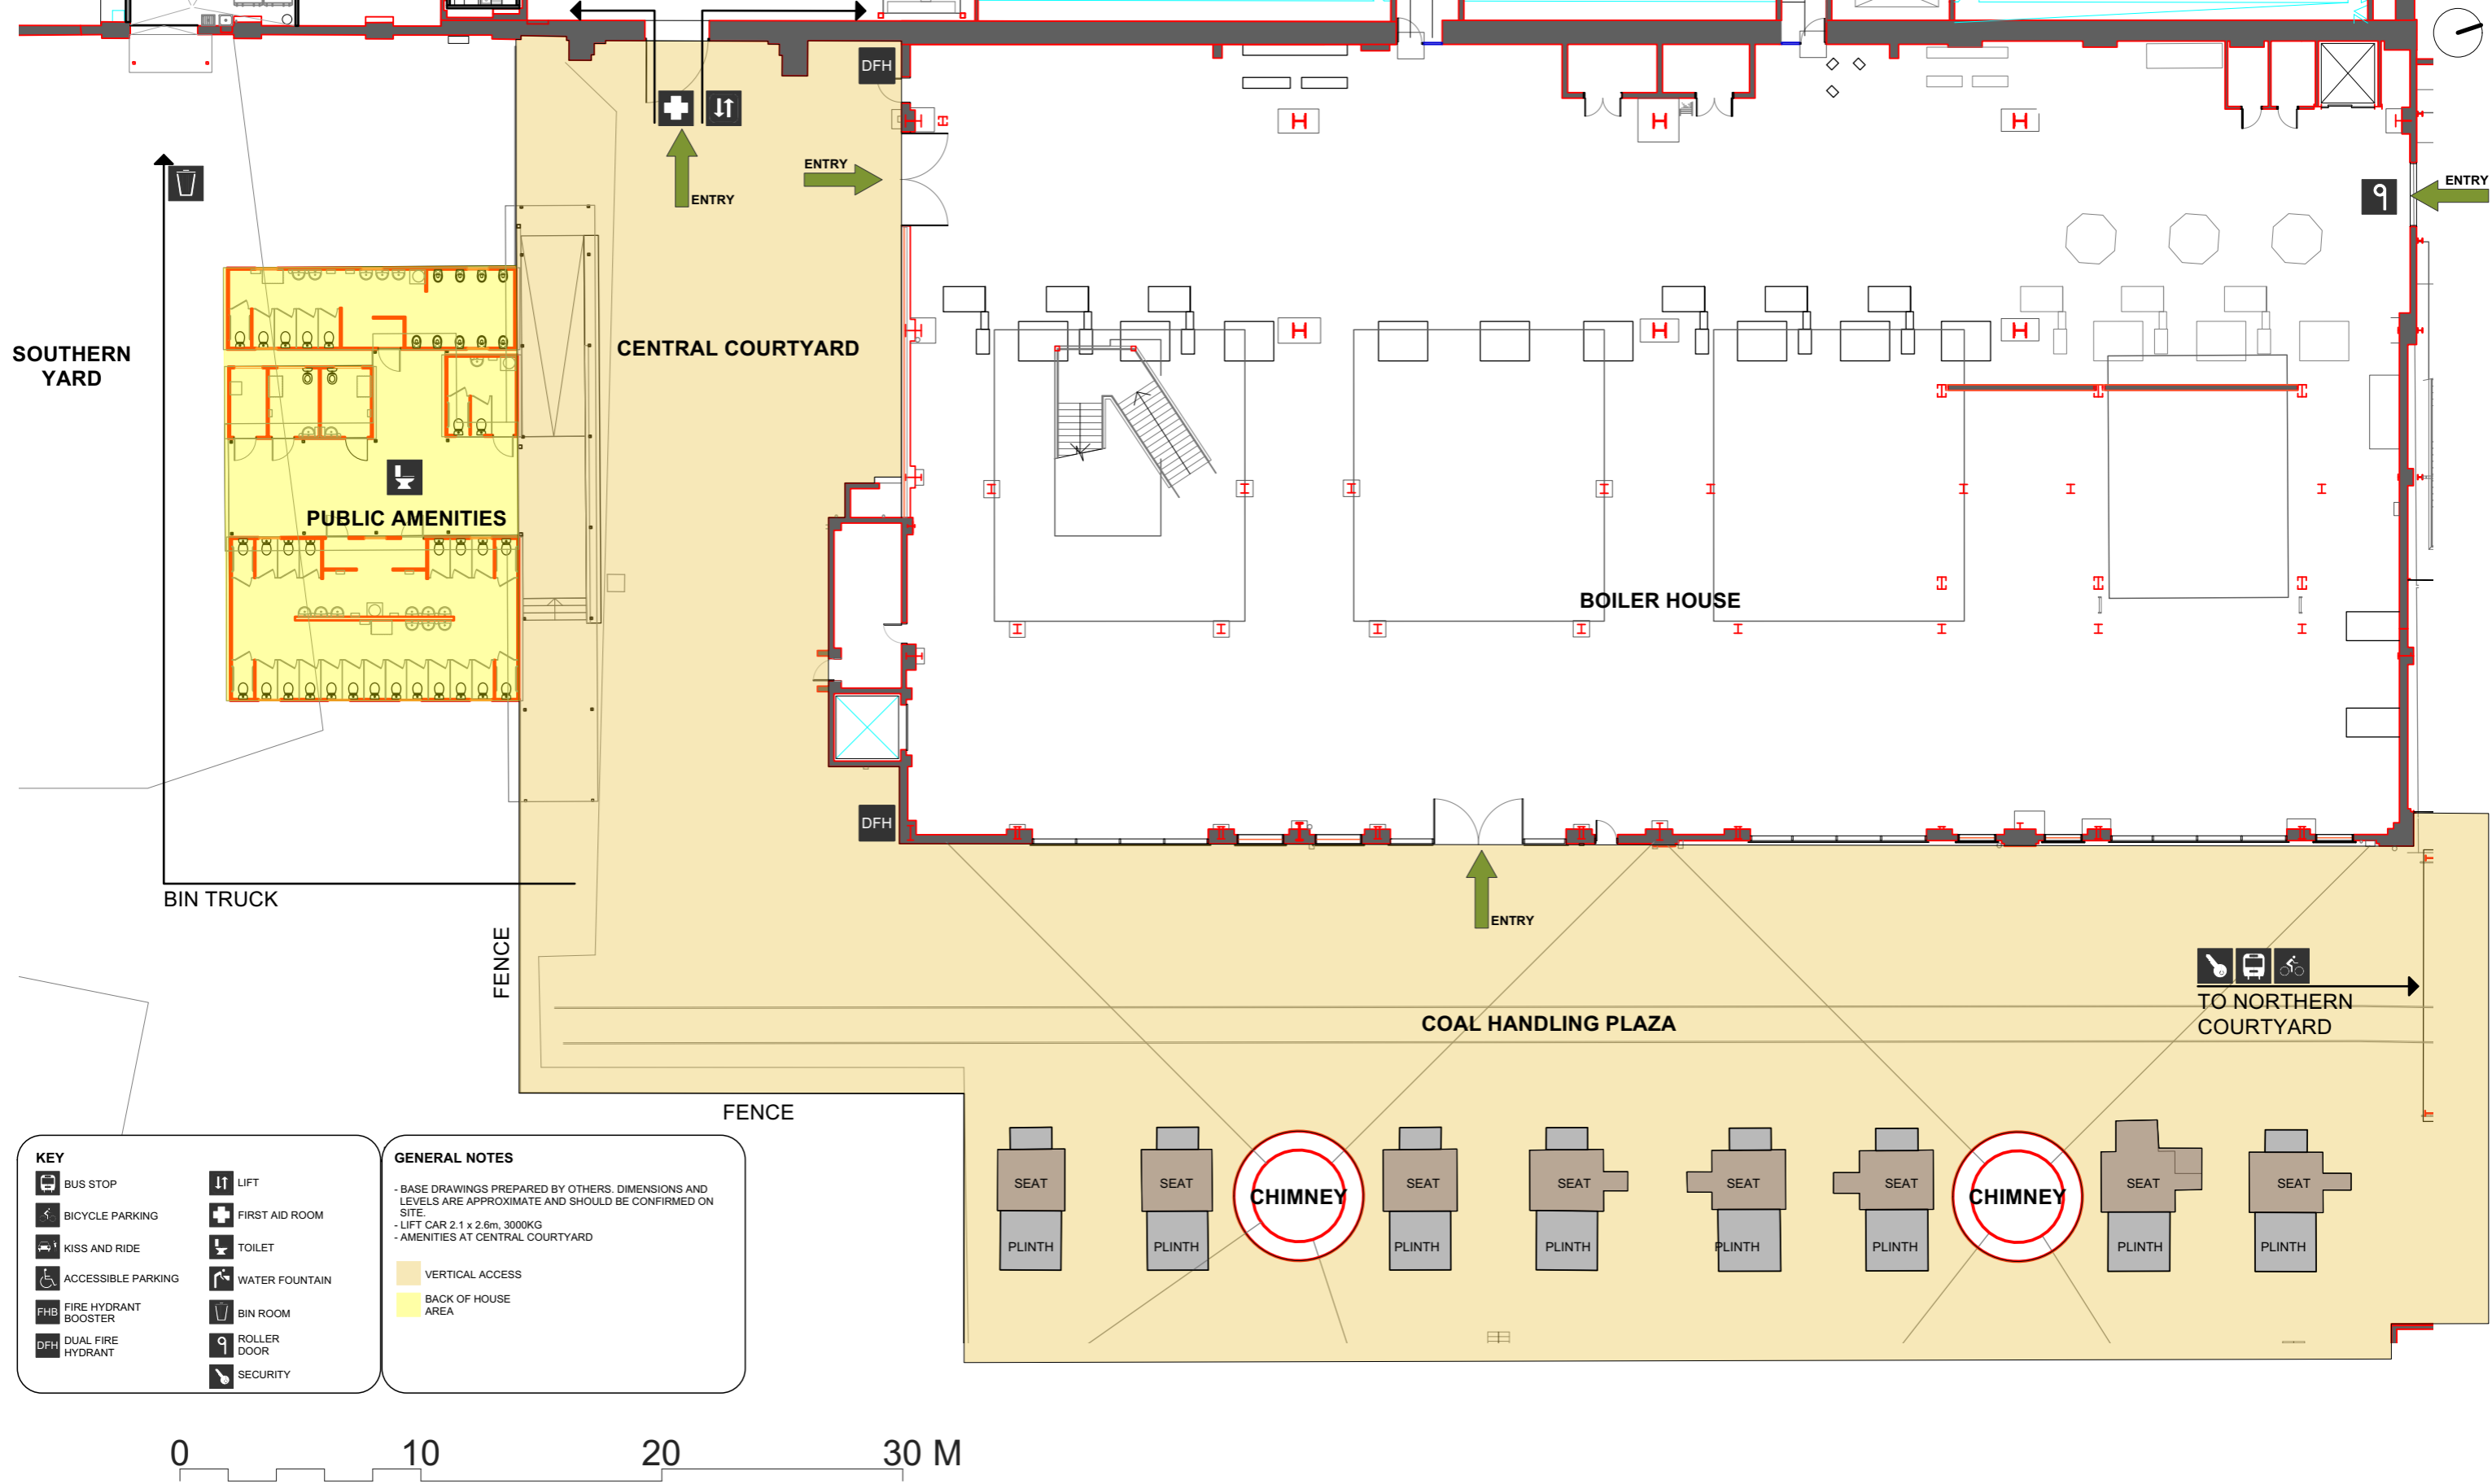 DFH
ENTRY
ENTRY
ENTRY
SOUTHERN
YARD
CENTRAL COURTYARD
PUBLIC AMENITIES
BOILER HOUSE
DFH
BIN TRUCK
ENTRY
FENCE
TO NORTHERN
COURTYARD
COAL HANDLING PLAZA
FENCE
SEAT
SEAT
CHIMNEY
SEAT
SEAT
SEAT
SEAT
CHIMNEY
SEAT
SEAT
PLINTH
PLINTH
PLINTH
PLINTH
PLINTH
PLINTH
PLINTH
PLINTH
KEY
BUS STOP
BICYCLE PARKING
KISS AND RIDE
ACCESSIBLE PARKING
FHB FIRE HYDRANT
BOOSTER
DFH DUAL FIRE
HYDRANT
LIFT
FIRST AID ROOM
TOILET
WATER FOUNTAIN
BIN ROOM
ROLLER
DOOR
SECURITY
GENERAL NOTES
- BASE DRAWINGS PREPARED BY OTHERS. DIMENSIONS AND
LEVELS ARE APPROXIMATE AND SHOULD BE CONFIRMED ON
SITE.
- LIFT CAR 2.1 x 2.6m, 3000KG
- AMENITIES AT CENTRAL COURTYARD
VERTICAL ACCESS
BACK OF HOUSE
AREA
0 10 20 30 M